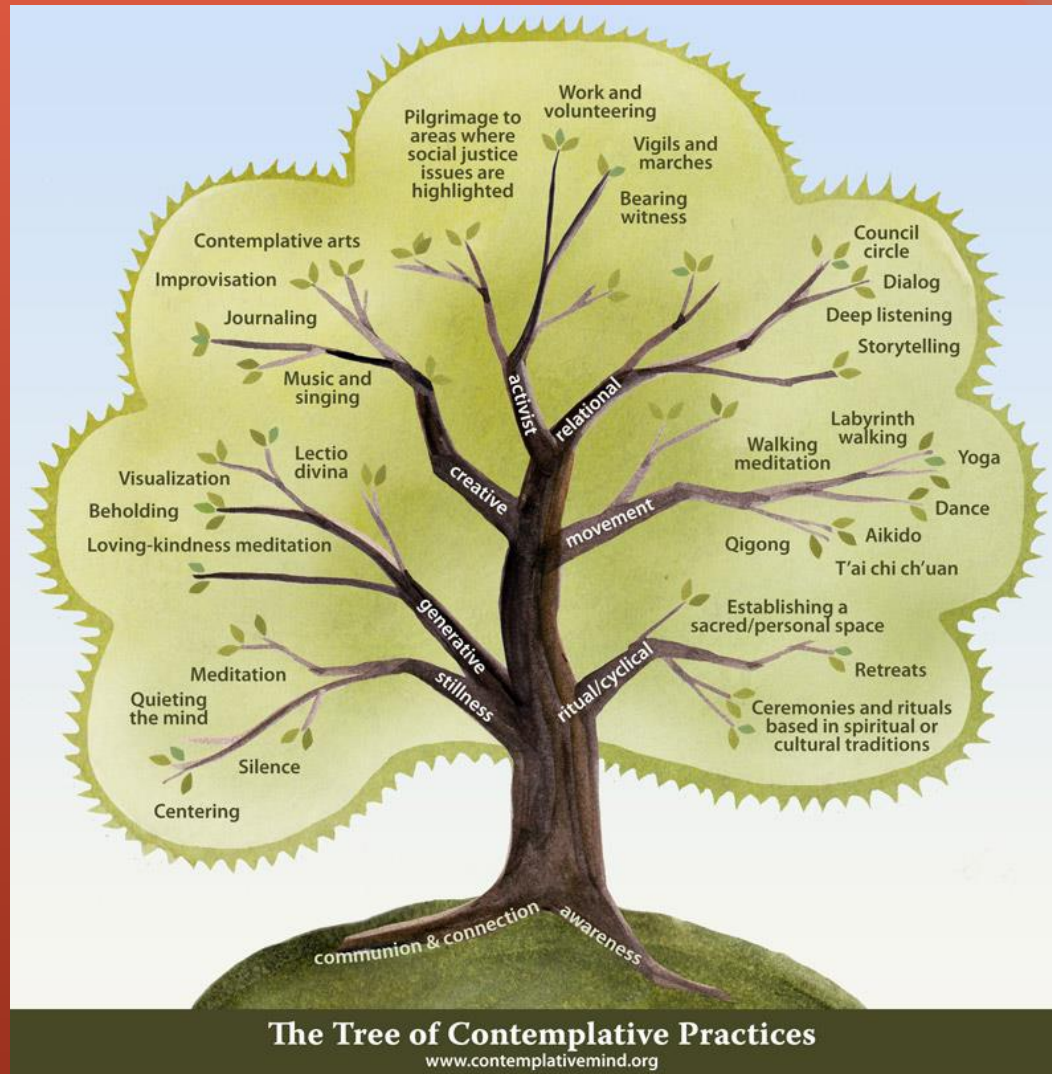 Work and
volunteering
Pilgrimage to
areas where
social justice
issues are
highlighted
Vigils and
marches
Bearing
witness
Contemplative arts
Improvisation
Journaling
Music and
singing
Council
circle
Dialog
Deep listening
Storytelling
activist
relational
Lectio
divina
Visualization
Beholding
Loving-kindness meditation
creative
movement
Labyrinth
walking
Walking
meditation
Yoga
Dance
Aikido
Qigong
T'ai chi ch'uan
generative
stillness
Meditation
Quieting
the mind
Silence
Centering
ritual/cyclical
Establishing a
sacred/personal space
Retreats
Ceremonies and rituals
based in spiritual or
cultural traditions
communion & connection
awareness
The Tree of Contemplative Practices
www.contemplativemind.org